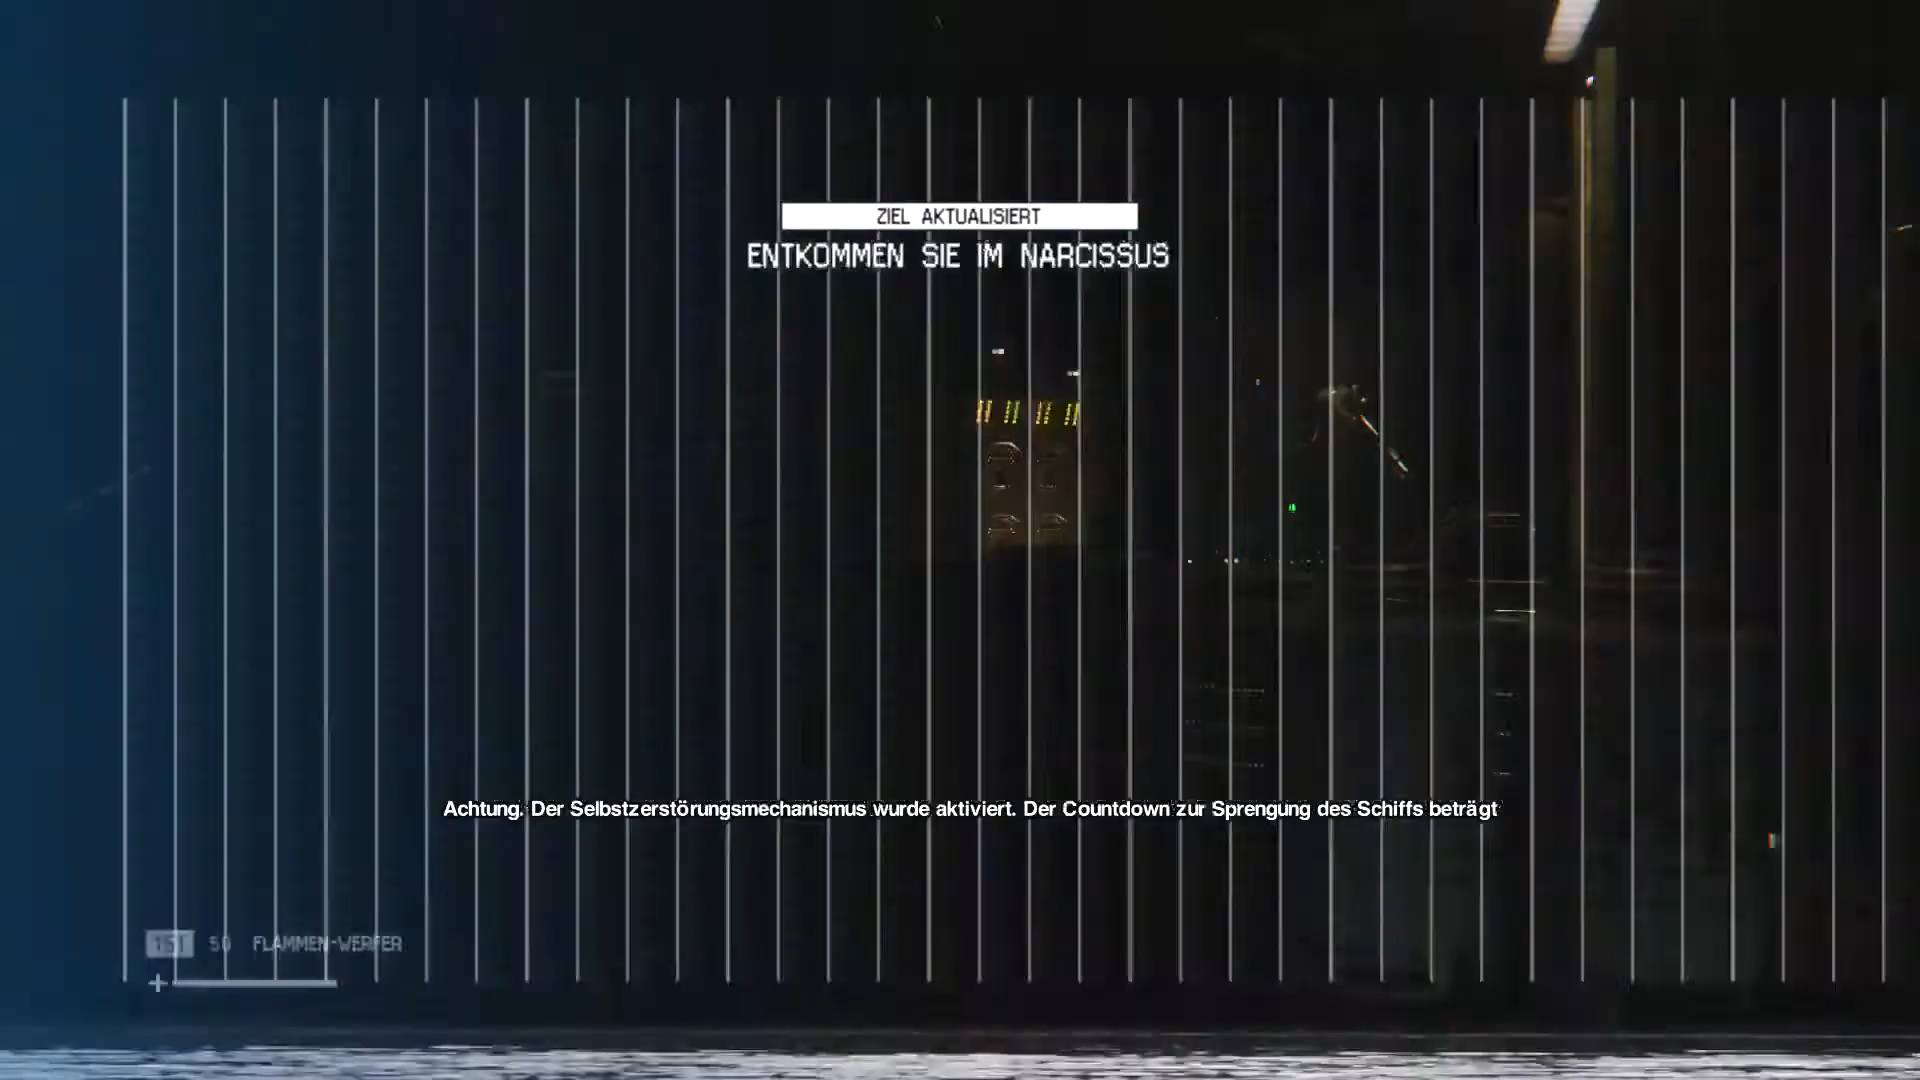 ZIEL AKTUALISIERT
ENTKOMMEN SIE IM NARCISSUS
Achtung. Der Selbstzerstörungsmechanismus wurde aktiviert. Der Countdown zur Sprengung des Schiffs beträgt
151 50 FLAMMEN-WERFER